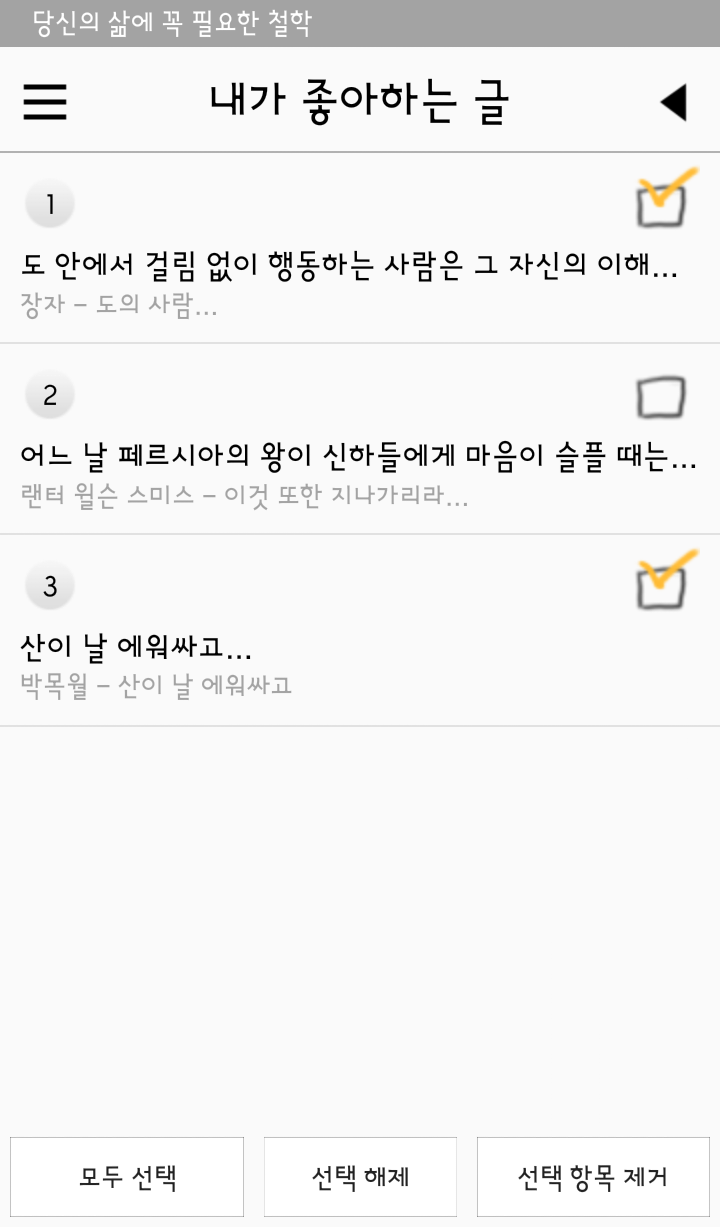 당신의 삶에 꼭 필요한 철학
내가 좋아하는 글
1
도 안에서 걸림 없이 행동하는 사람은 그 자신의 이해...
장자 – 도의 사람...
2
어느 날 페르시아의 왕이 신하들에게 마음이 슬플 때는...
랜터 윌슨 스미스 – 이것 또한 지나가리라...
3
산이 날 에워싸고...
박목월 – 산이 날 에워싸고
모두 선택 선택 해제 선택 항목 제거